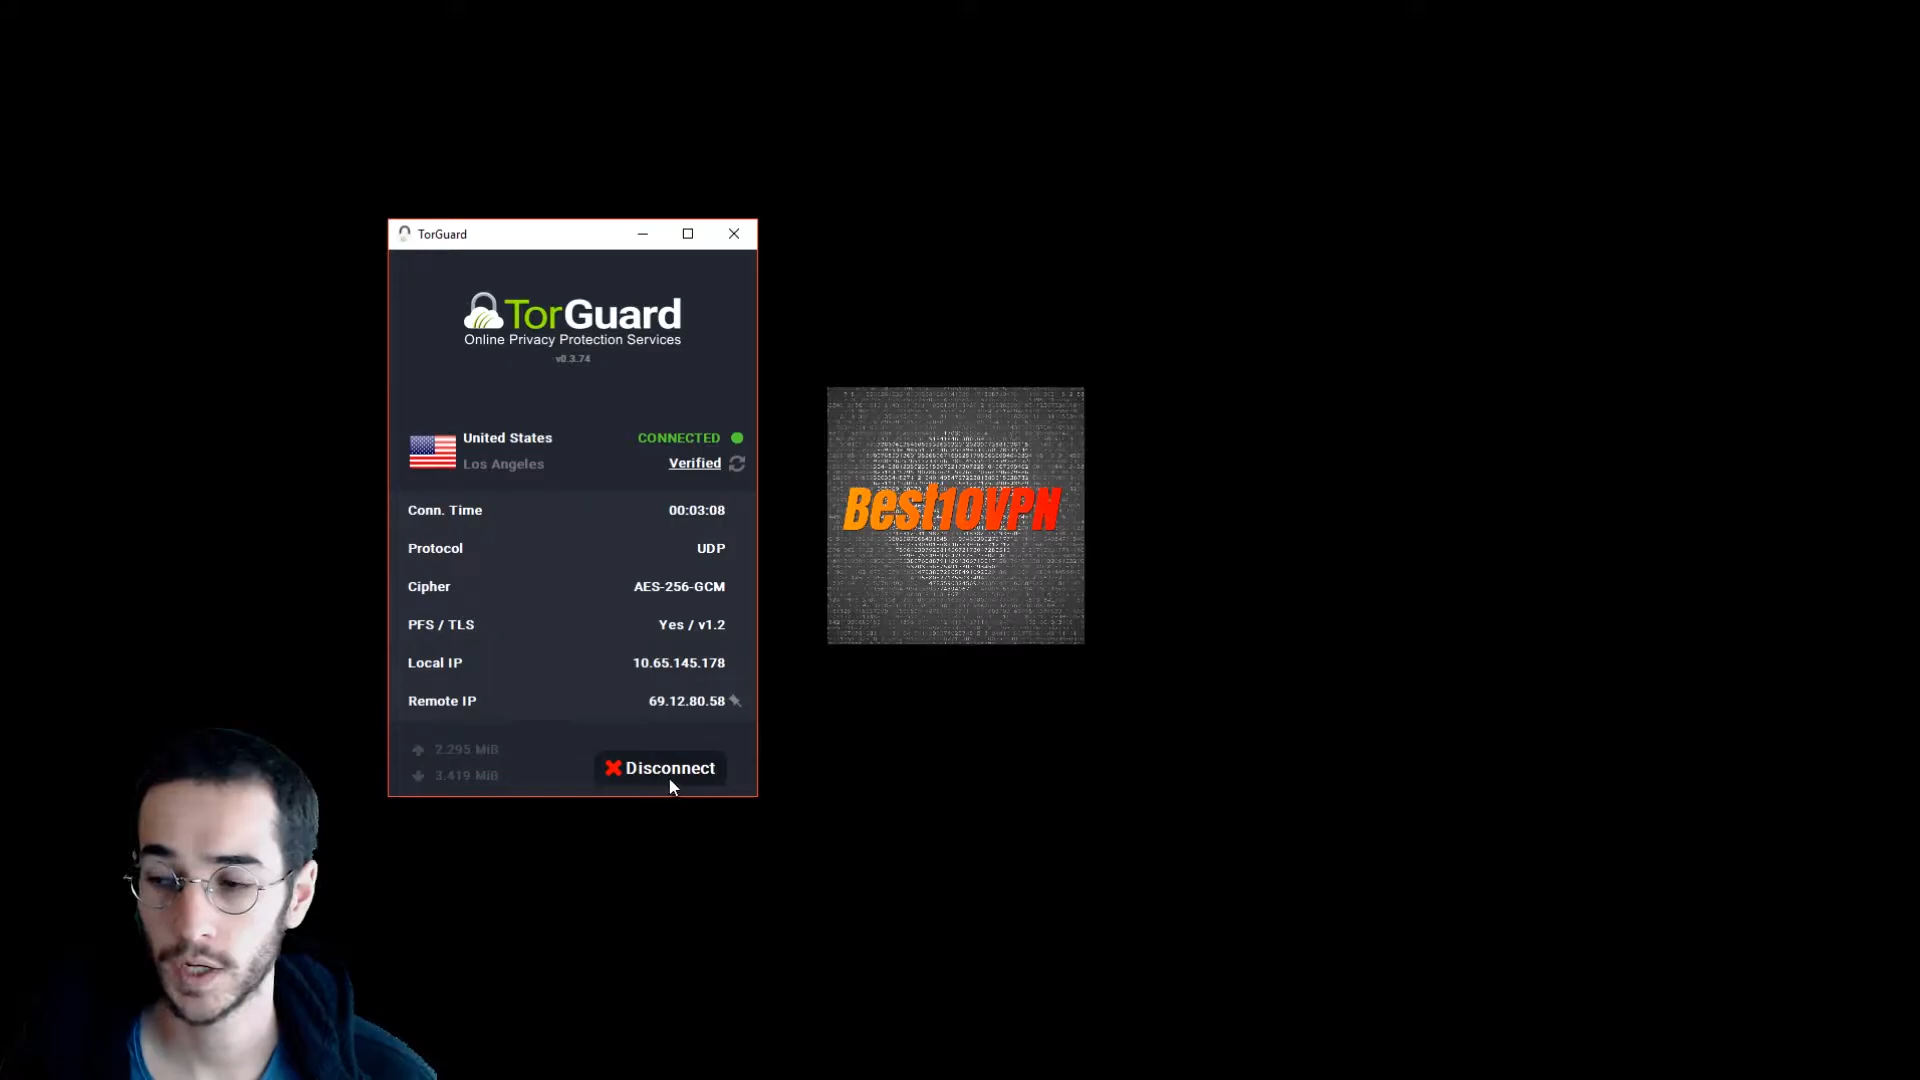 TorGuard
TorGuard
Online Privacy Protection Services
v0.3.74
United States
CONNECTED
Los Angeles
Verified
Conn. Time
00:03:08
Protocol
UDP
Cipher
AES-256-GCM
PFS / TLS
Yes / v1.2
Local IP
10.65.145.178
Remote IP
69.12.80.58
2.295 MiB
3.419 MiB
Disconnect
Best10VPN